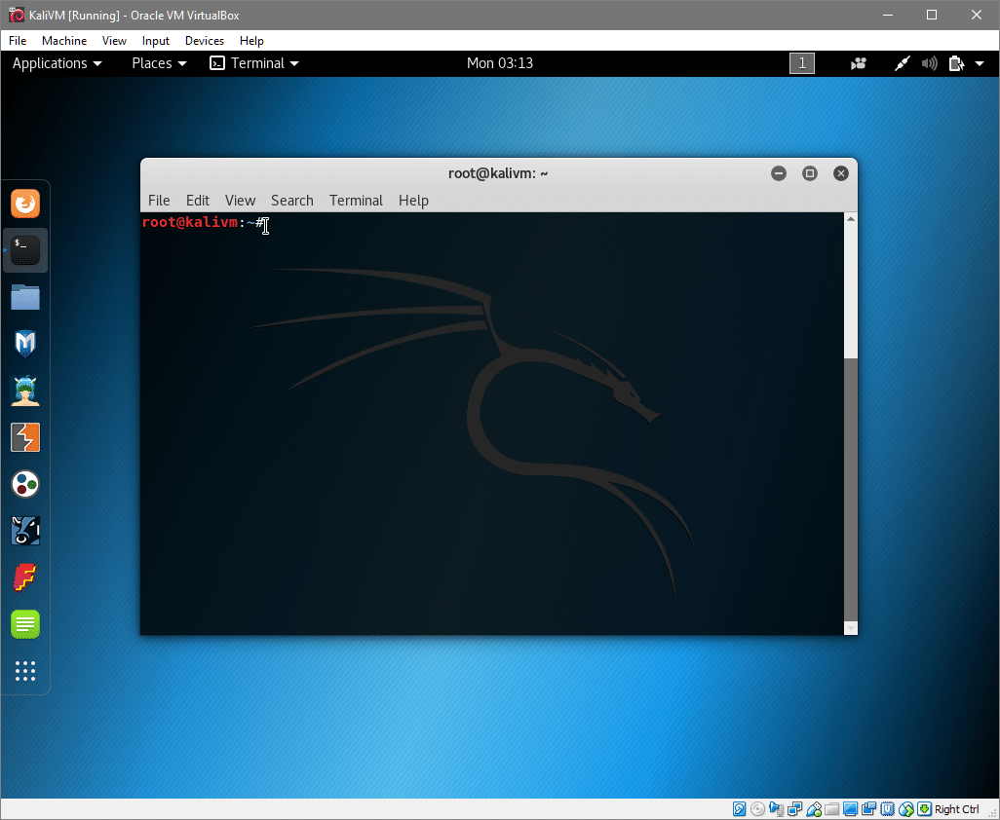 KaliVM [Running] - Oracle VM VirtualBox
File Machine View Input Devices Help
Applications Places Terminal Mon 03:13 1
root@kalivm: ~
File Edit View Search Terminal Help
root@kalivm:~#
Right Ctrl